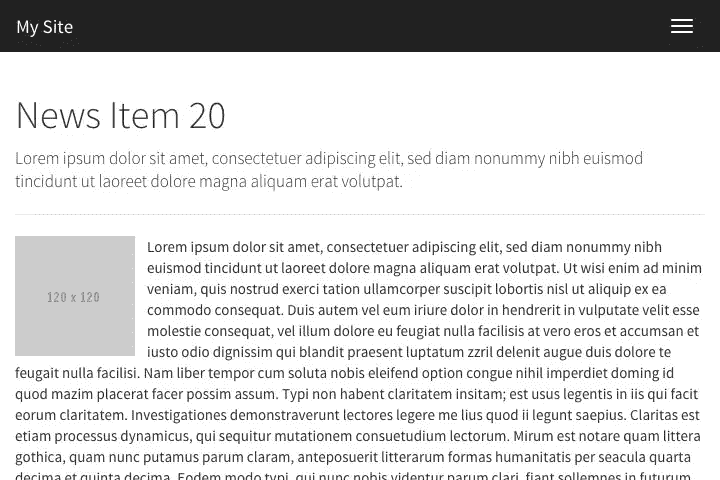 My Site
News Item 20
Lorem ipsum dolor sit amet, consectetuer adipiscing elit, sed diam nonummy nibh euismod
tincidunt ut laoreet dolore magna aliquam erat volutpat.
120 x 120
Lorem ipsum dolor sit amet, consectetuer adipiscing elit, sed diam nonummy nibh
euismod tincidunt ut laoreet dolore magna aliquam erat volutpat. Ut wisi enim ad minim
veniam, quis nostrud exerci tation ullamcorper suscipit lobortis nisl ut aliquip ex ea
commodo consequat. Duis autem vel eum iriure dolor in hendrerit in vulputate velit esse
molestie consequat, vel illum dolore eu feugiat nulla facilisis at vero eros et accumsan et
iusto odio dignissim qui blandit praesent luptatum zzril delenit augue duis dolore te
feugait nulla facilisi. Nam liber tempor cum soluta nobis eleifend option congue nihil imperdiet doming id
quod mazim placerat facer possim assum. Typi non habent claritatem insitam; est usus legentis in iis qui facit
eorum claritatem. Investigationes demonstraverunt lectores legere me lius quod ii legunt saepius. Claritas est
etiam processus dynamicus, qui sequitur mutationem consuetudium lectorum. Mirum est notare quam littera
gothica, quam nunc putamus parum claram, anteposuerit litterarum formas humanitatis per seacula quarta
decima et quinta decima. Eodem modo typi, qui nunc nobis videntur parum clari, fiant sollemnes in futurum.